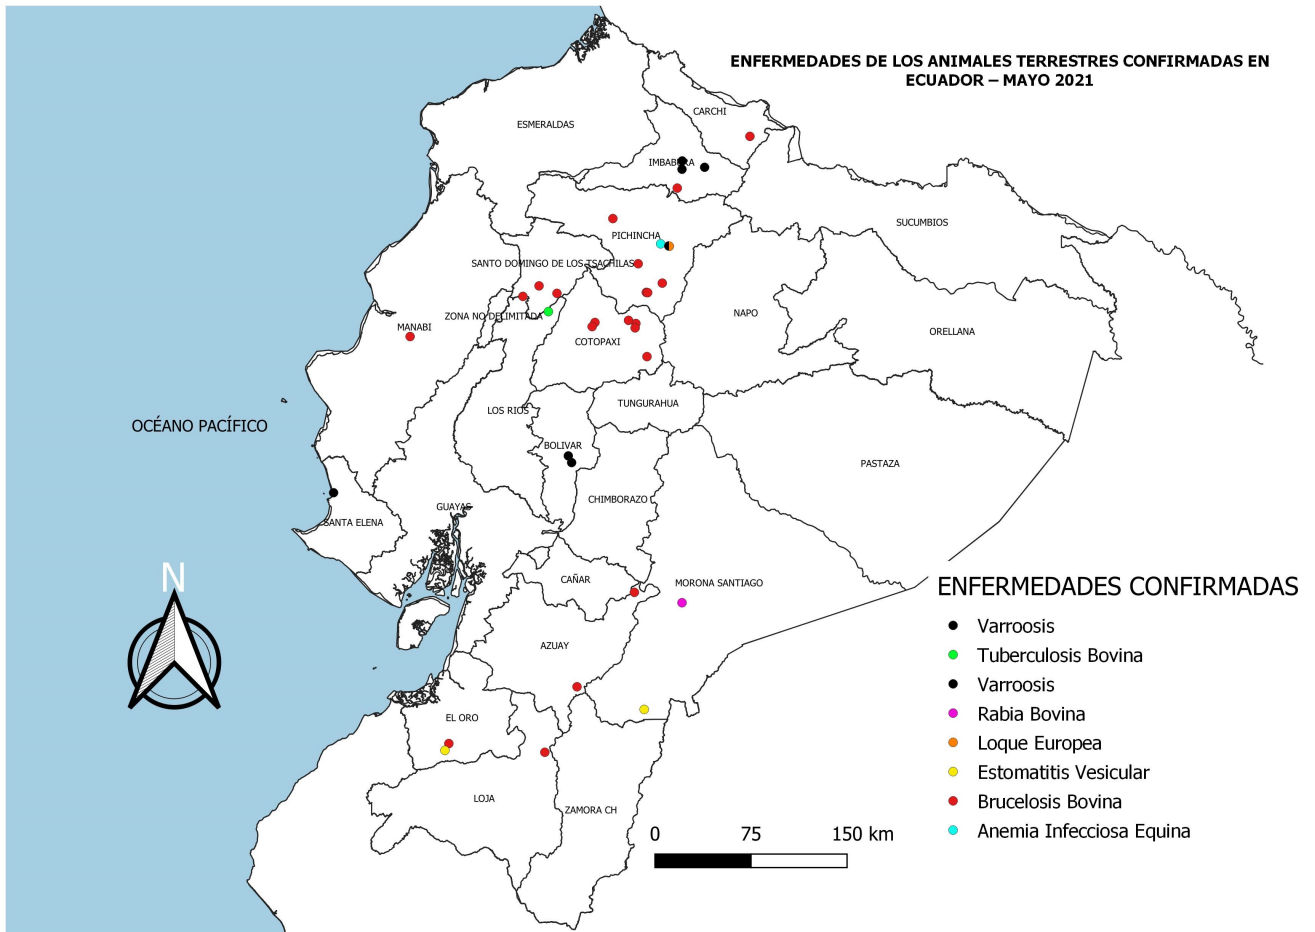 ENFERMEDADES DE LOS ANIMALES TERRESTRES CONFIRMADAS EN
ECUADOR – MAYO 2021
CARCHI
ESMERALDAS
IMBABURA
SUCUMBIOS
PICHINCHA
SANTO DOMINGO DE LOS TSACHILAS
NAPO
ZONA NO DELIMITADA
MANABI
ORELLANA
COTOPAXI
TUNGURAHUA
LOS RIOS
OCÉANO PACÍFICO
BOLIVAR
PASTAZA
CHIMBORAZO
GUAYAS
SANTA ELENA
N
CAÑAR
MORONA SANTIAGO
AZUAY
EL ORO
LOJA
ZAMORA CH
0 75 150 km
ENFERMEDADES CONFIRMADAS
Varroosis
Tuberculosis Bovina
Varroosis
Rabia Bovina
Loque Europea
Estomatitis Vesicular
Brucelosis Bovina
Anemia Infecciosa Equina